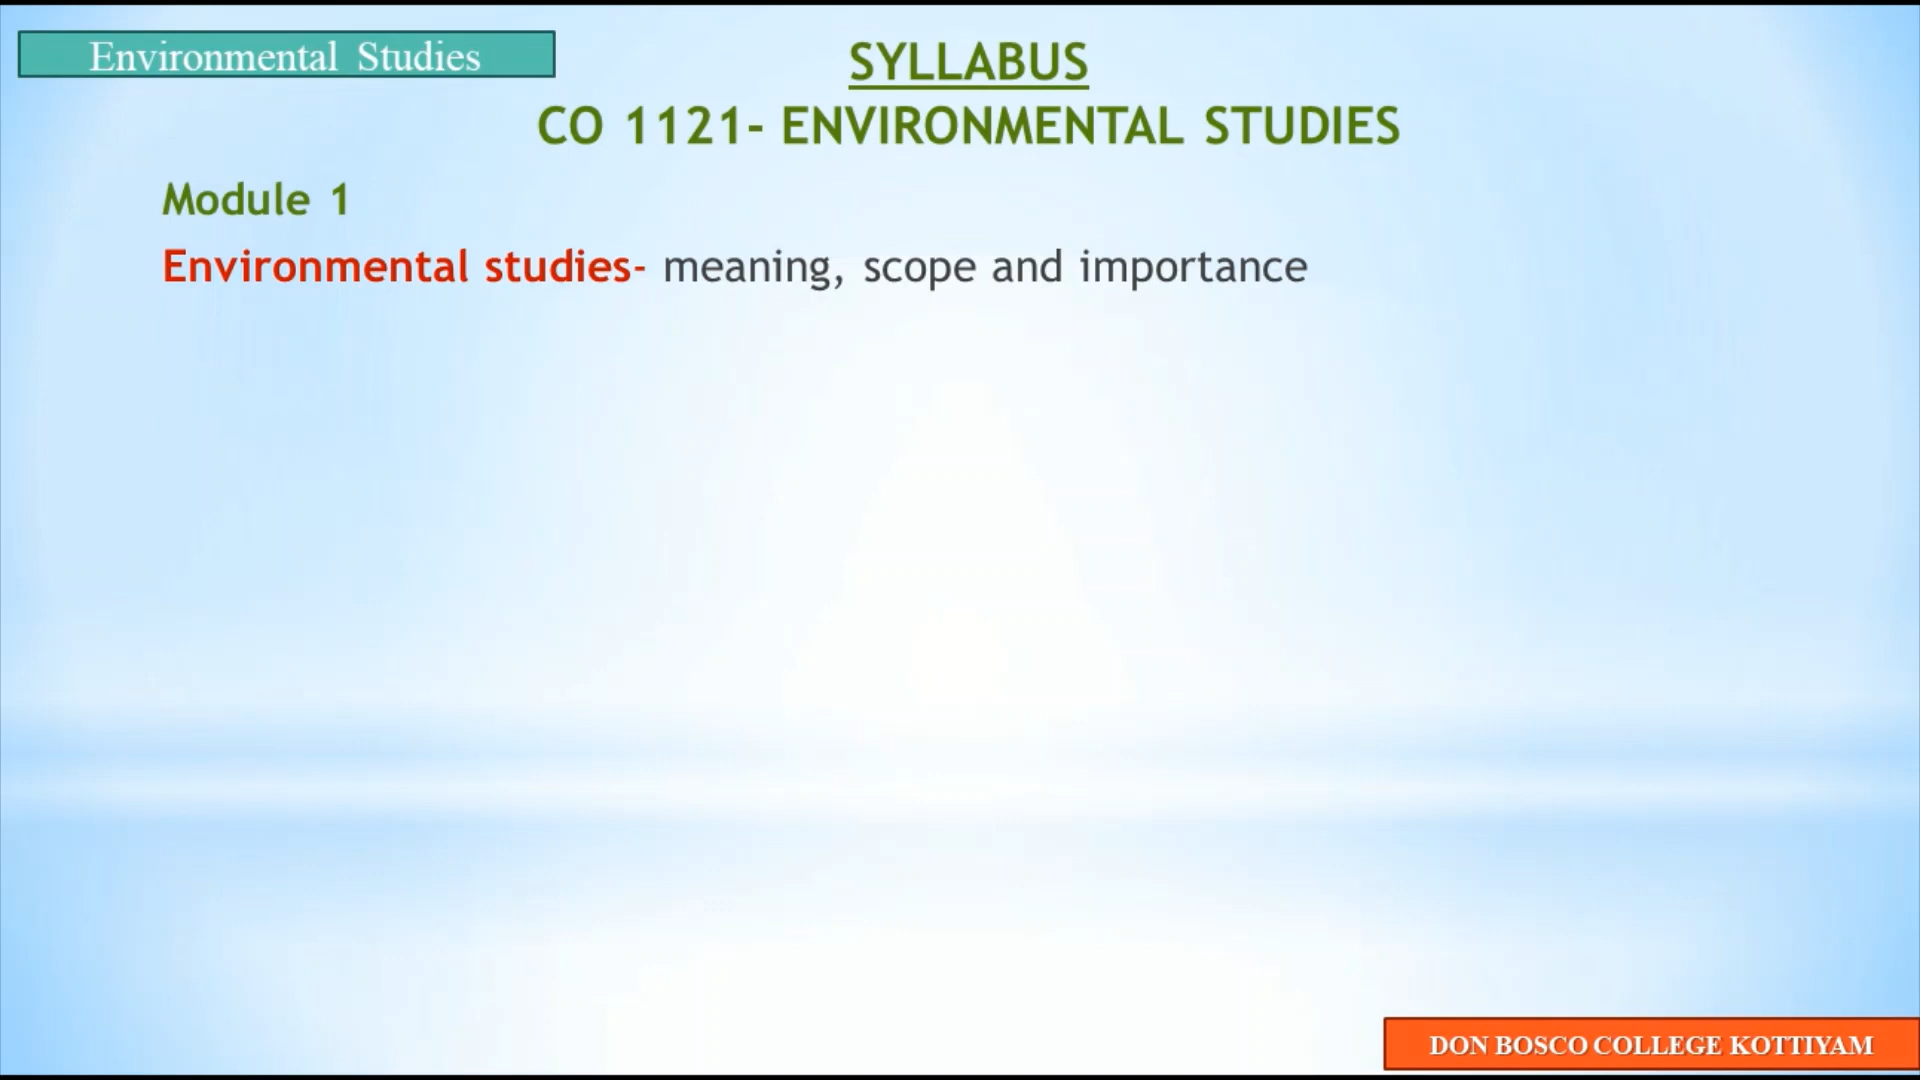 Environmental Studies
SYLLABUS
CO 1121- ENVIRONMENTAL STUDIES
Module 1
Environmental studies- meaning, scope and importance
DON BOSCO COLLEGE KOTTIYAM